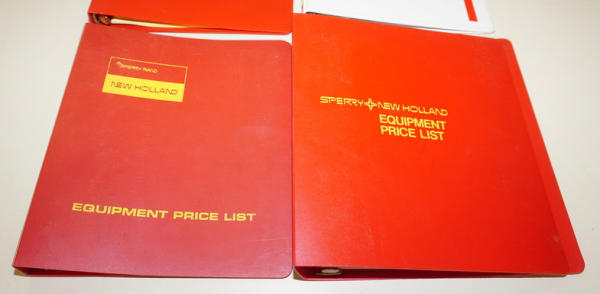 SPERRY RAND
NEW HOLLAND
EQUIPMENT PRICE LIST
SPERRY NEW HOLLAND
EQUIPMENT
PRICE LIST